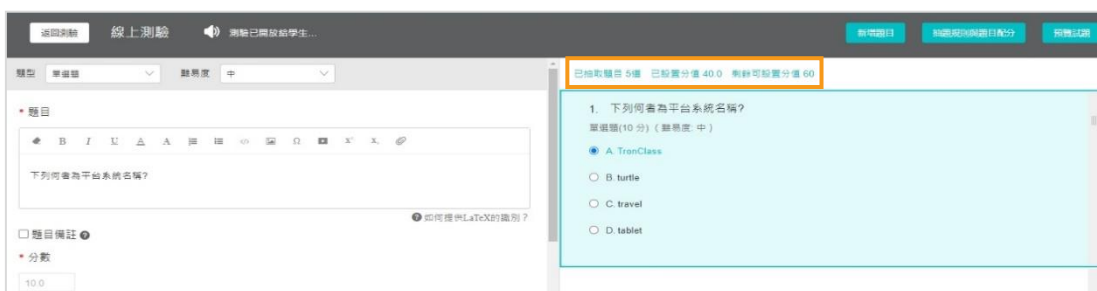 返回測驗 線上測驗 測驗已開放給學生... 新增題目 抽題規則與題目配分 預覽試題
題型 單選題 難易度 中
* 題目
B I U A A </> Ω X² X₂
下列何者為平台系統名稱?
如何提供LaTeX的識別?
題目備註
* 分數
10.0
已抽取題目 5道 已設置分值 40.0 剩餘可設置分值 60
1. 下列何者為平台系統名稱?
單選題(10 分) ( 難易度: 中 )
A. TronClass
B. turtle
C. travel
D. tablet